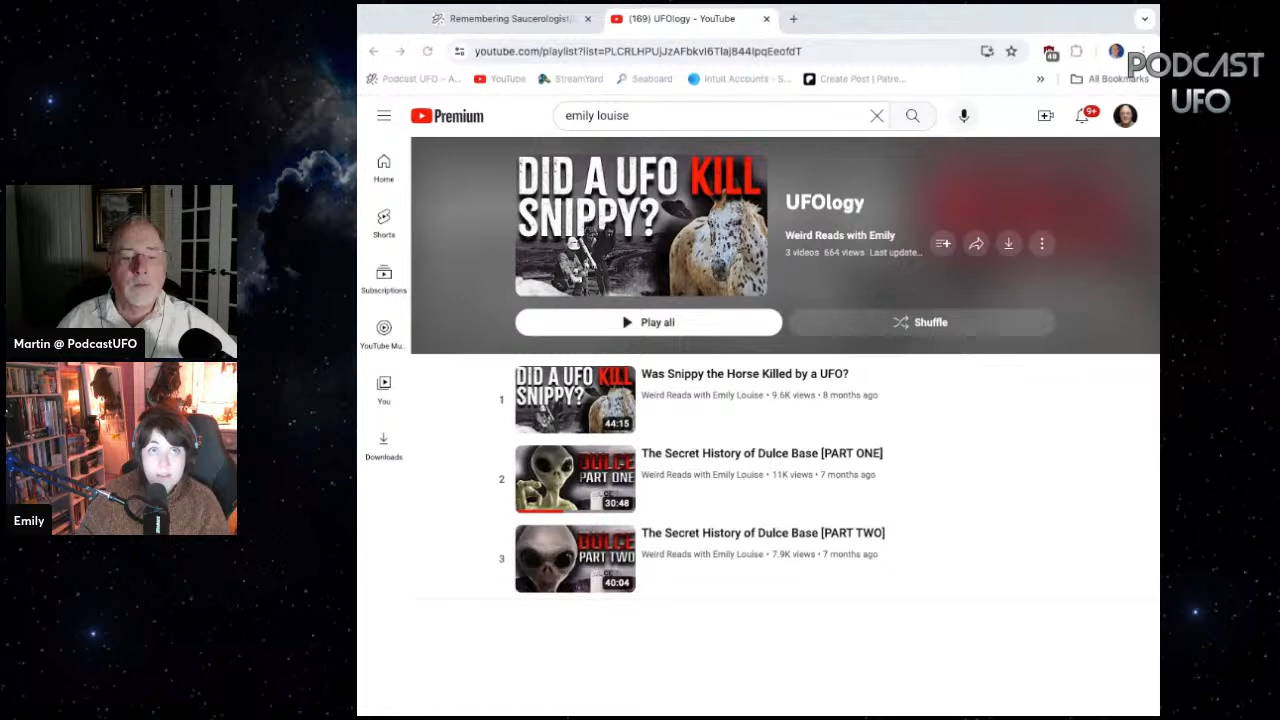 Remembering Saucerologist/
(169) UFOlogy - YouTube
youtube.com/playlist?list=PLCRLHPUjJzAFbkvl6Tlaj844lpqEeofdT
49
PODCAST
UFO
Podcast UFO – A...
YouTube
StreamYard
Seaboard
Intuit Accounts - S...
Create Post | Patre...
All Bookmarks
Premium
emily louise
9+
Home
Shorts
Subscriptions
YouTube Mu...
You
Downloads
DID A UFO KILL
SNIPPY?
UFOlogy
Weird Reads with Emily
3 videos 664 views Last update...
Play all
Shuffle
1
DID A UFO KILL
SNIPPY?
44:15
Was Snippy the Horse Killed by a UFO?
Weird Reads with Emily Louise • 9.6K views • 8 months ago
2
DULCE
PART ONE
30:48
The Secret History of Dulce Base [PART ONE]
Weird Reads with Emily Louise • 11K views • 7 months ago
3
DULCE
PART TWO
40:04
The Secret History of Dulce Base [PART TWO]
Weird Reads with Emily Louise • 7.9K views • 7 months ago
Martin @ PodcastUFO
Emily